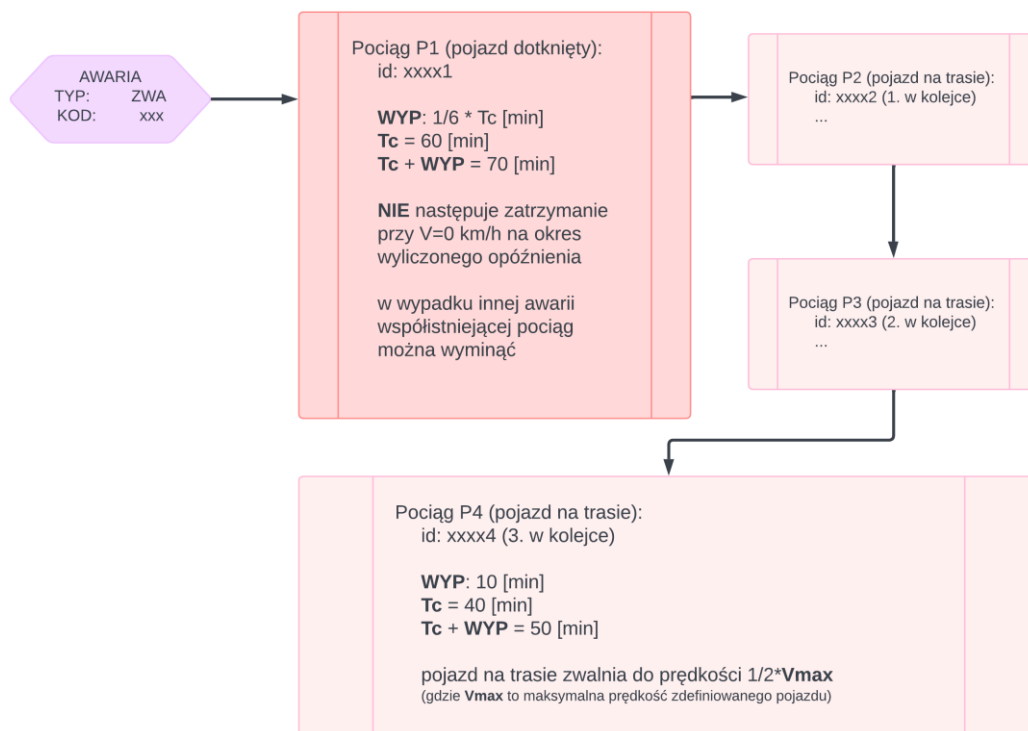 AWARIA
TYP: ZWA
KOD: xxx
Pociąg P1 (pojazd dotknięty):
id: xxxx1
WYP: 1/6 * Tc [min]
Tc = 60 [min]
Tc + WYP = 70 [min]
NIE następuje zatrzymanie
przy V=0 km/h na okres
wyliczonego opóźnienia
w wypadku innej awarii
współistniejącej pociąg
można wyminąć
Pociąg P2 (pojazd na trasie):
id: xxxx2 (1. w kolejce)
...
Pociąg P3 (pojazd na trasie):
id: xxxx3 (2. w kolejce)
...
Pociąg P4 (pojazd na trasie):
id: xxxx4 (3. w kolejce)
WYP: 10 [min]
Tc = 40 [min]
Tc + WYP = 50 [min]
pojazd na trasie zwalnia do prędkości 1/2*Vmax
(gdzie Vmax to maksymalna prędkość zdefiniowanego pojazdu)